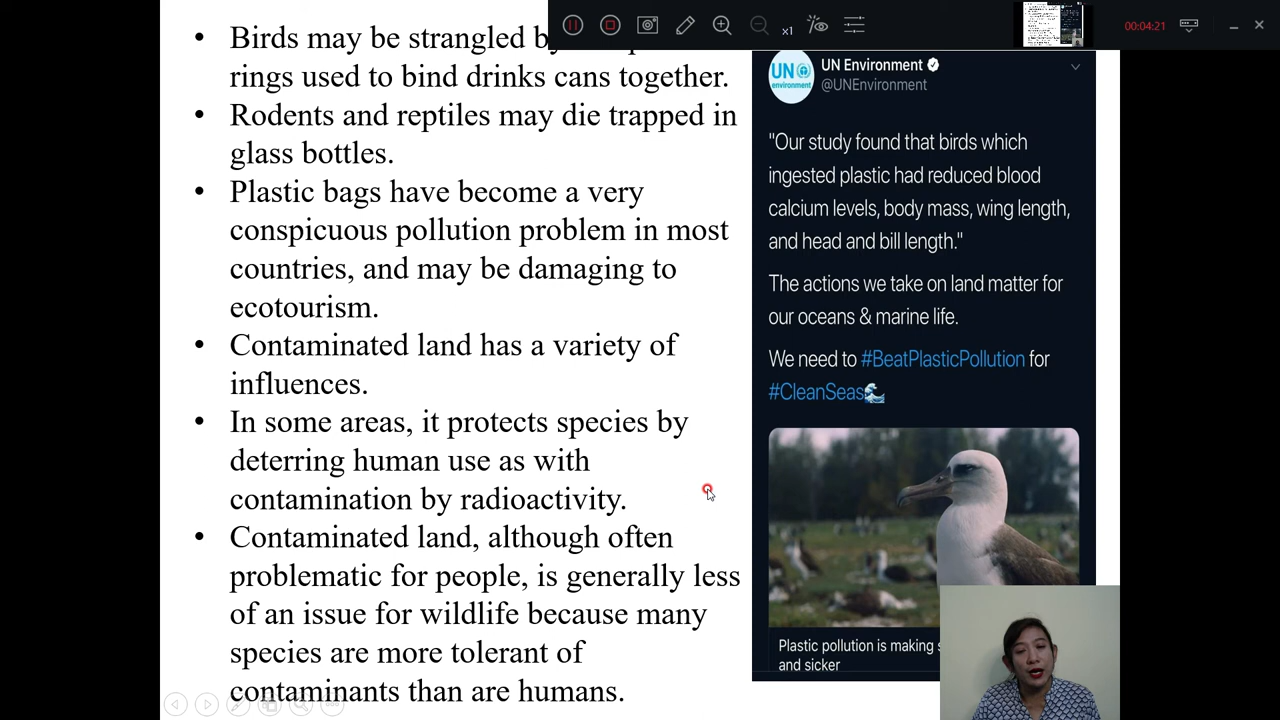 x1
00:04:21
• Birds may be strangled
rings used to bind drinks cans together.
• Rodents and reptiles may die trapped in
glass bottles.
• Plastic bags have become a very
conspicuous pollution problem in most
countries, and may be damaging to
ecotourism.
• Contaminated land has a variety of
influences.
• In some areas, it protects species by
deterring human use as with
contamination by radioactivity.
• Contaminated land, although often
problematic for people, is generally less
of an issue for wildlife because many
species are more tolerant of
contaminants than are humans.
UN
environment
UN Environment
@UNEnvironment
"Our study found that birds which
ingested plastic had reduced blood
calcium levels, body mass, wing length,
and head and bill length."
The actions we take on land matter for
our oceans & marine life.
We need to #BeatPlasticPollution for
#CleanSeas🌊
Plastic pollution is making
and sicker